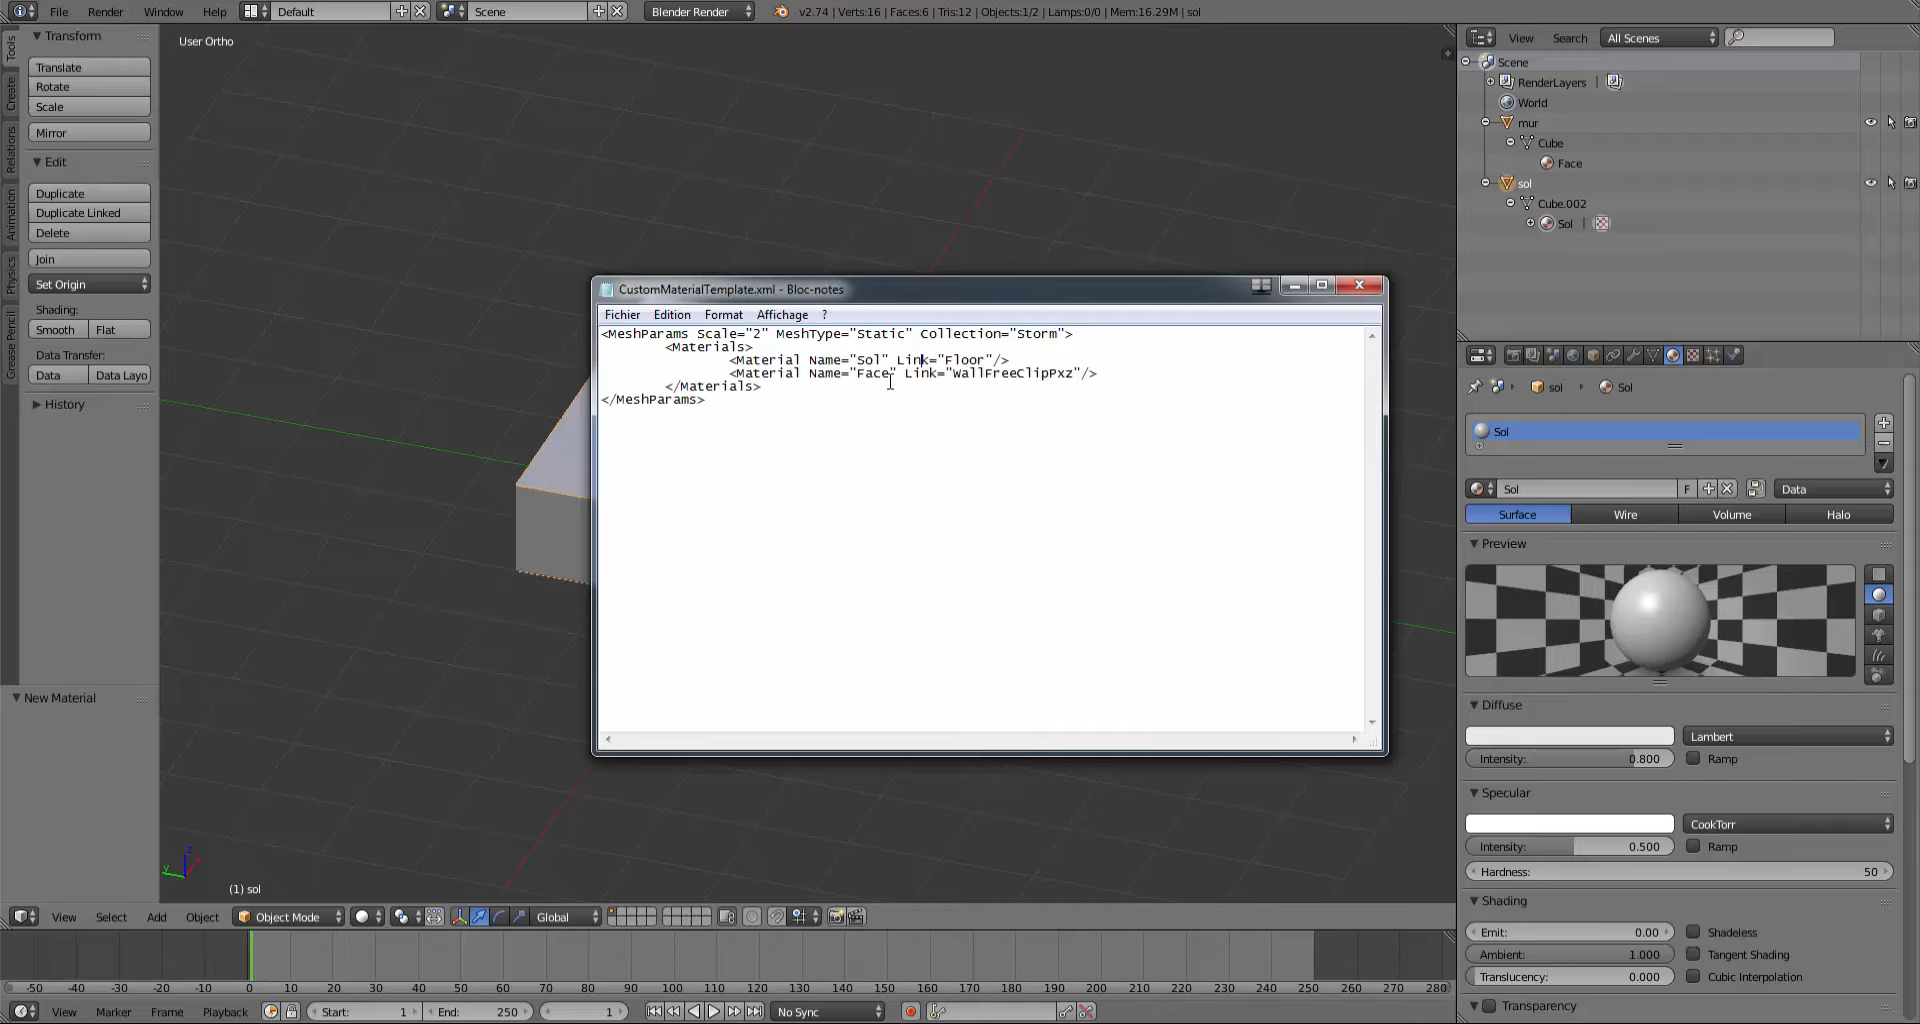 File Render Window Help Default Scene Blender Render v2.74 | Verts:16 | Faces:6 | Tris:12 | Objects:1/2 | Lamps:0/0 | Mem:16.29M | sol
Tools
Create
Relations
Animation
Physics
Grease Pencil
Transform
Translate
Rotate
Scale
Mirror
Edit
Duplicate
Duplicate Linked
Delete
Join
Set Origin
Shading:
Smooth Flat
Data Transfer:
Data Data Layo
History
New Material
User Ortho
CustomMaterialTemplate.xml - Bloc-notes
Fichier Edition Format Affichage ?
<MeshParams Scale="2" MeshType="Static" Collection="Storm">
<Materials>
<Material Name="Sol" Link="Floor"/>
<Material Name="Face" Link="WallFreeClipPxz"/>
</Materials>
</MeshParams>
z
y
x
(1) sol
View Select Add Object Object Mode Global
-50 -40 -30 -20 -10 0 10 20 30 40 50 60 70 80 90 100 110 120 130 140 150 160 170 180 190 200 210 220 230 240 250 260 270 280
View Marker Frame Playback Start: 1 End: 250 1 No Sync
View Search All Scenes
Scene
RenderLayers |
World
mur
Cube
Face
sol
Cube.002
Sol |
sol Sol
Sol
Sol F Data
Surface Wire Volume Halo
Preview
Diffuse
Lambert
Intensity: 0.800 Ramp
Specular
CookTorr
Intensity: 0.500 Ramp
Hardness: 50
Shading
Emit: 0.00 Shadeless
Ambient: 1.000 Tangent Shading
Translucency: 0.000 Cubic Interpolation
Transparency